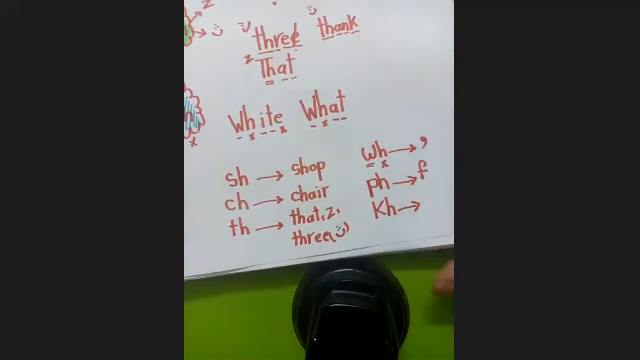 z
three thank
z
That
White What
x x x
sh → shop
ch → chair
th → that, z,
three
wh → و
x
ph → f
Kh →
x